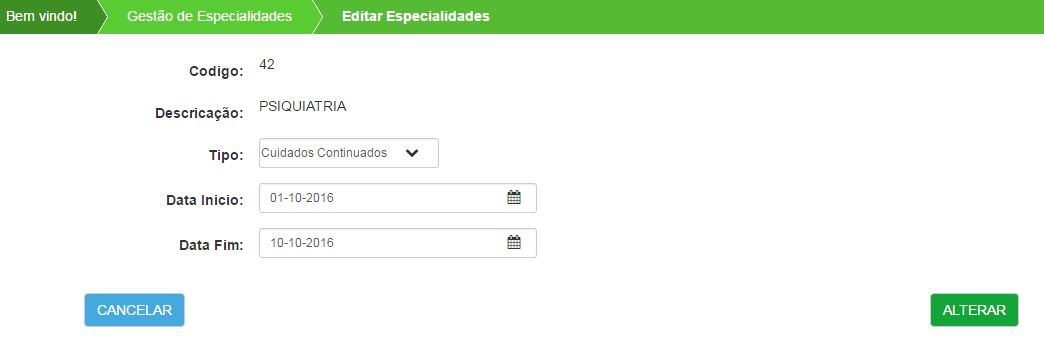 Bem vindo! Gestão de Especialidades Editar Especialidades
Codigo: 42
Descricação: PSIQUIATRIA
Tipo: Cuidados Continuados
Data Inicio: 01-10-2016
Data Fim: 10-10-2016
CANCELAR ALTERAR